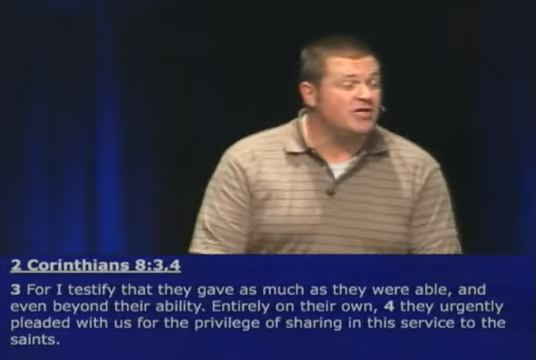 2 Corinthians 8:3,4
3 For I testify that they gave as much as they were able, and
even beyond their ability. Entirely on their own, 4 they urgently
pleaded with us for the privilege of sharing in this service to the
saints.